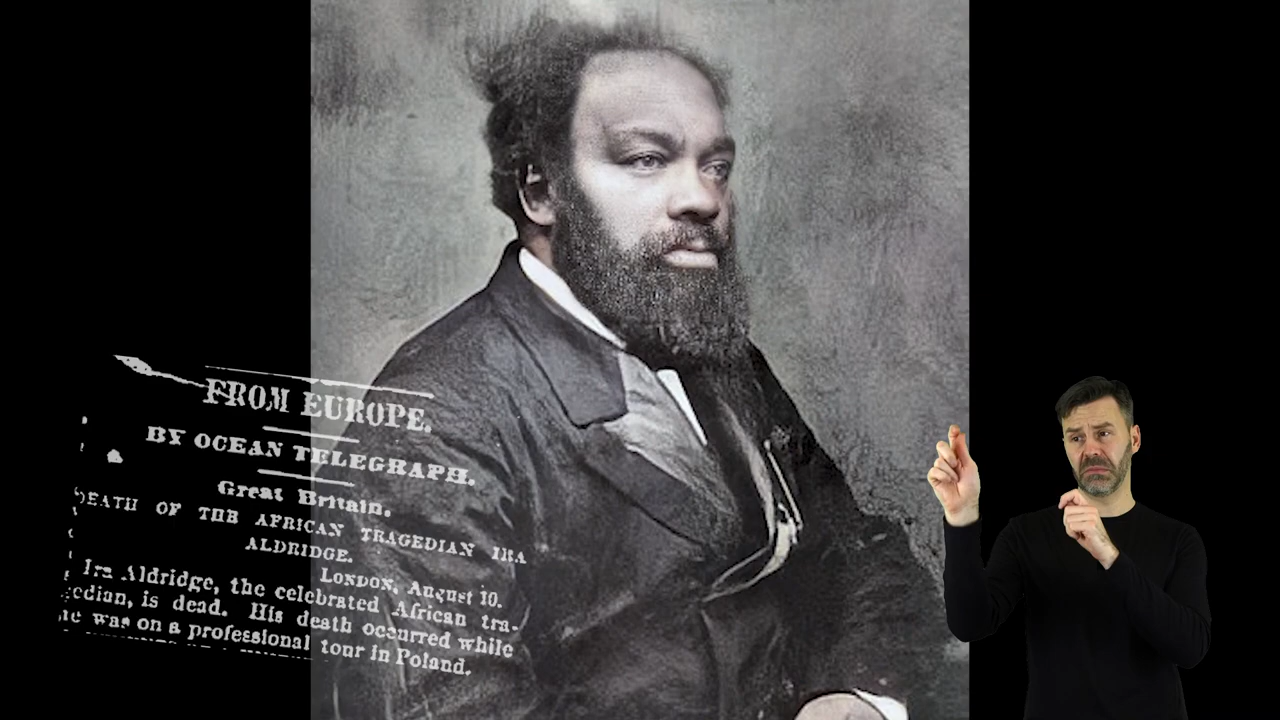 FROM EUROPE.
BY OCEAN TELEGRAPH.
Great Britain.
DEATH OF THE AFRICAN TRAGEDIAN IRA
ALDRIDGE.
LONDON, August 10.
Ira Aldridge, the celebrated African tra-
gedian, is dead. His death occurred while
he was on a professional tour in Poland.